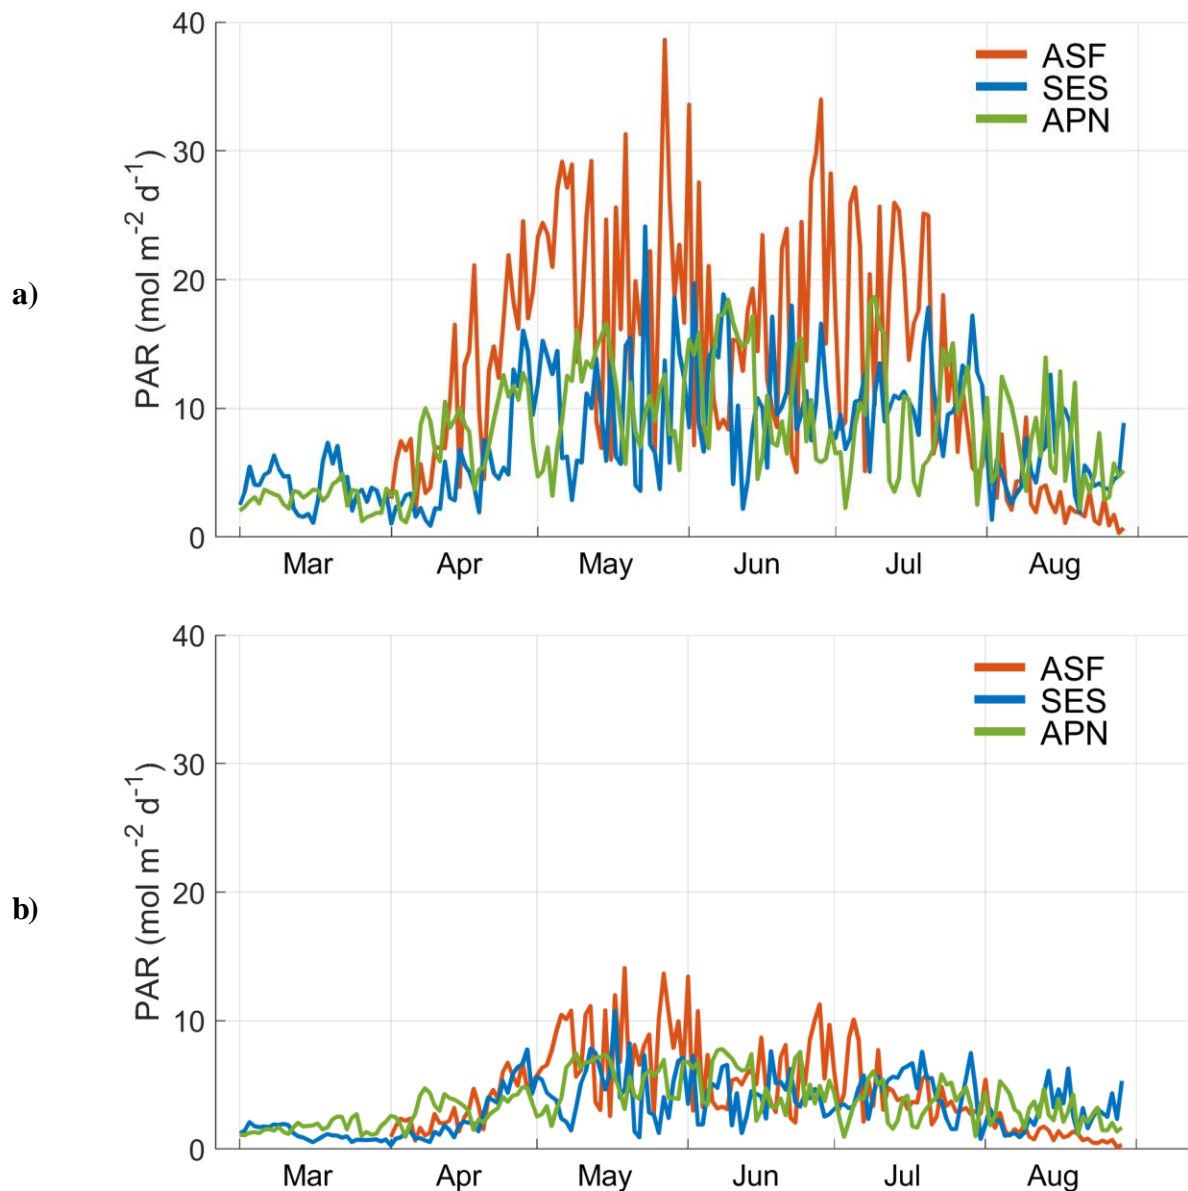 a)
PAR (mol m-2 d-1)
40
30
20
10
0
ASF
SES
APN
Mar Apr May Jun Jul Aug
b)
PAR (mol m-2 d-1)
40
30
20
10
0
ASF
SES
APN
Mar Apr May Jun Jul Aug